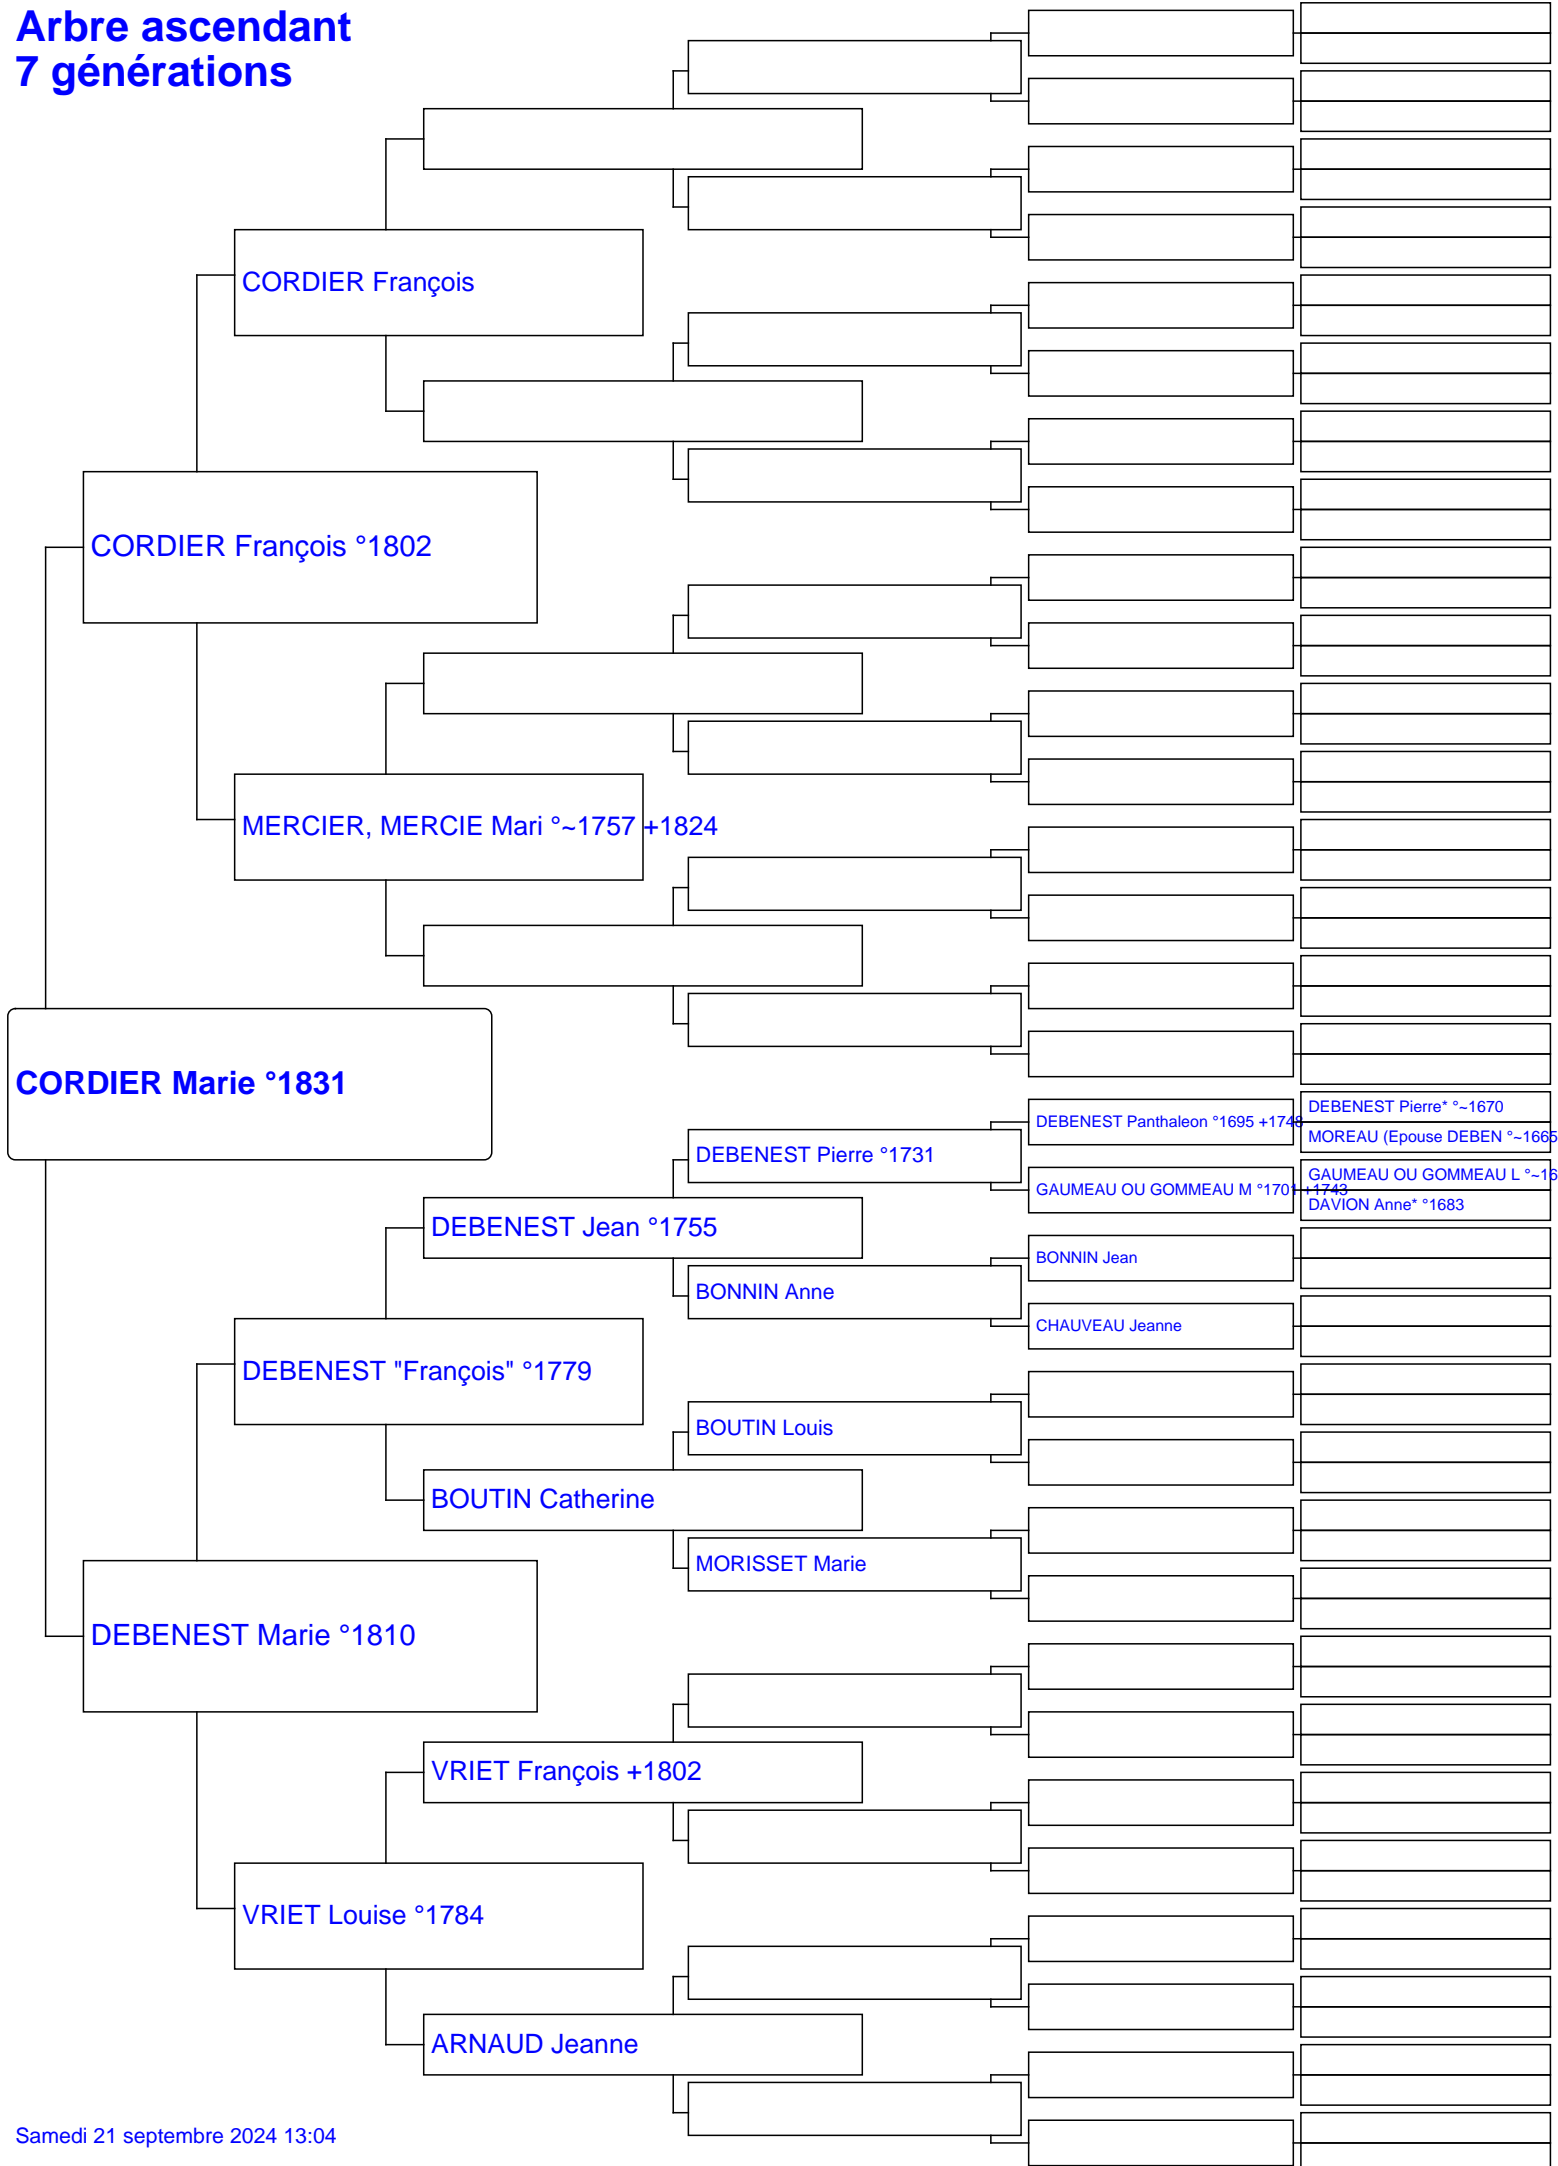 Arbre ascendant
7 générations
CORDIER François
CORDIER François °1802
MERCIER, MERCIE Mari °~1757 +1824
CORDIER Marie °1831
DEBENEST Panthaleon °1695 +1748
DEBENEST Pierre* °~1670
MOREAU (Epouse DEBEN °~1665
DEBENEST Pierre °1731
GAUMEAU OU GOMMEAU M °1701 +1743
GAUMEAU OU GOMMEAU L °~16
DAVION Anne* °1683
DEBENEST Jean °1755
BONNIN Jean
BONNIN Anne
CHAUVEAU Jeanne
DEBENEST "François" °1779
BOUTIN Louis
BOUTIN Catherine
MORISSET Marie
DEBENEST Marie °1810
VRIET François +1802
VRIET Louise °1784
ARNAUD Jeanne
Samedi 21 septembre 2024 13:04